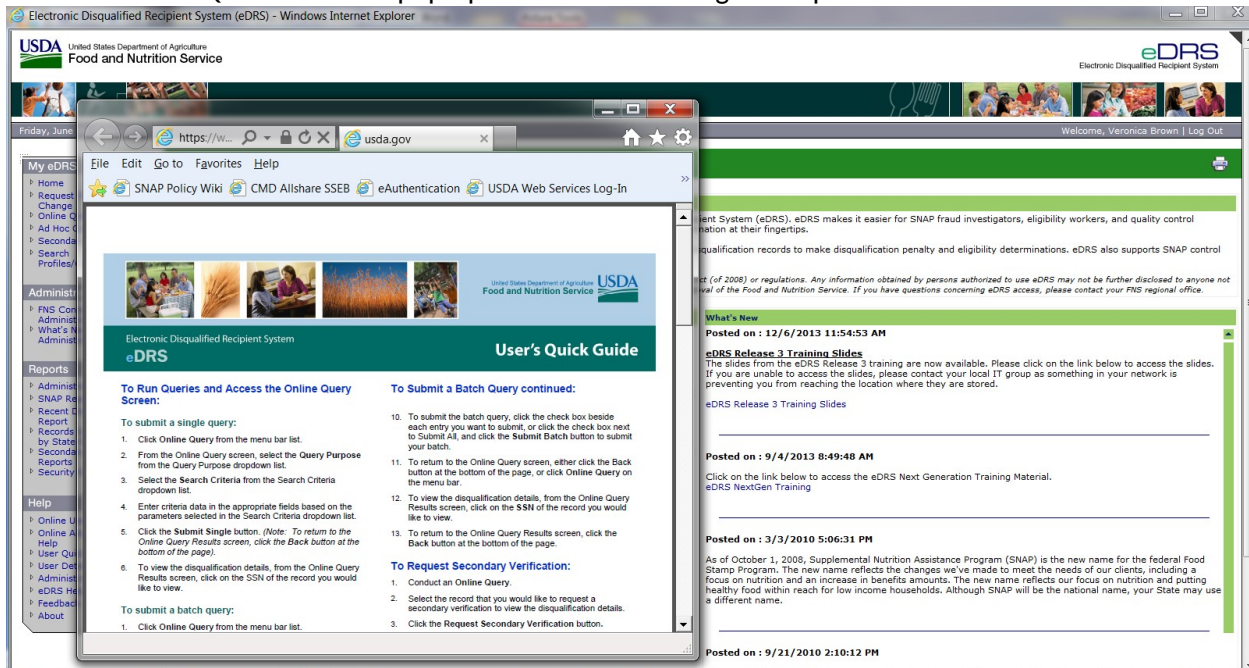 Electronic Disqualified Recipient System (eDRS) - Windows Internet Explorer
USDA United States Department of Agriculture
Food and Nutrition Service
eDRS
Electronic Disqualified Recipient System
Friday, June
Welcome, Veronica Brown | Log Out
My eDRS
Home
Request
Change
Online Q
Ad Hoc
Seconda
Search
Profiles/
Administ
FNS Con
Administ
What's N
Administ
Reports
Administ
SNAP Re
Recent D
Report
Records
by State
Seconda
Reports
Security
Help
Online U
Online A
Help
User Qui
User Det
Administ
eDRS He
Feedbac
About
https://w...
usda.gov
File Edit Go to Favorites Help
SNAP Policy Wiki CMD Allshare SSEB eAuthentication USDA Web Services Log-In
United States Department of Agriculture USDA
Food and Nutrition Service
Electronic Disqualified Recipient System
eDRS
User's Quick Guide
To Run Queries and Access the Online Query
Screen:
To submit a single query:
1. Click Online Query from the menu bar list.
2. From the Online Query screen, select the Query Purpose
from the Query Purpose dropdown list.
3. Select the Search Criteria from the Search Criteria
dropdown list.
4. Enter criteria data in the appropriate fields based on the
parameters selected in the Search Criteria dropdown list.
5. Click the Submit Single button. (Note: To return to the
Online Query Results screen, click the Back button at the
bottom of the page).
6. To view the disqualification details, from the Online Query
Results screen, click on the SSN of the record you would
like to view.
To submit a batch query:
1. Click Online Query from the menu bar list.
To Submit a Batch Query continued:
10. To submit the batch query, click the check box beside
each entry you want to submit, or click the check box next
to Submit All, and click the Submit Batch button to submit
your batch.
11. To return to the Online Query screen, either click the Back
button at the bottom of the page, or click Online Query on
the menu bar.
12. To view the disqualification details, from the Online Query
Results screen, click on the SSN of the record you would
like to view.
13. To return to the Online Query Results screen, click the
Back button at the bottom of the page.
To Request Secondary Verification:
1. Conduct an Online Query.
2. Select the record that you would like to request a
secondary verification to view the disqualification details.
3. Click the Request Secondary Verification button.
ient System (eDRS). eDRS makes it easier for SNAP fraud investigators, eligibility workers, and quality control
nation at their fingertips.
squalification records to make disqualification penalty and eligibility determinations. eDRS also supports SNAP control
ct (of 2008) or regulations. Any information obtained by persons authorized to use eDRS may not be further disclosed to anyone not
val of the Food and Nutrition Service. If you have questions concerning eDRS access, please contact your FNS regional office.
What's New
Posted on : 12/6/2013 11:54:53 AM
eDRS Release 3 Training Slides
The slides from the eDRS Release 3 training are now available. Please click on the link below to access the slides.
If you are unable to access the slides, please contact your local IT group as something in your network is
preventing you from reaching the location where they are stored.
eDRS Release 3 Training Slides
Posted on : 9/4/2013 8:49:48 AM
Click on the link below to access the eDRS Next Generation Training Material.
eDRS NextGen Training
Posted on : 3/3/2010 5:06:31 PM
As of October 1, 2008, Supplemental Nutrition Assistance Program (SNAP) is the new name for the federal Food
Stamp Program. The new name reflects the changes we've made to meet the needs of our clients, including a
focus on nutrition and an increase in benefits amounts. The new name reflects our focus on nutrition and putting
healthy food within reach for low income households. Although SNAP will be the national name, your State may use
a different name.
Posted on : 9/21/2010 2:10:12 PM